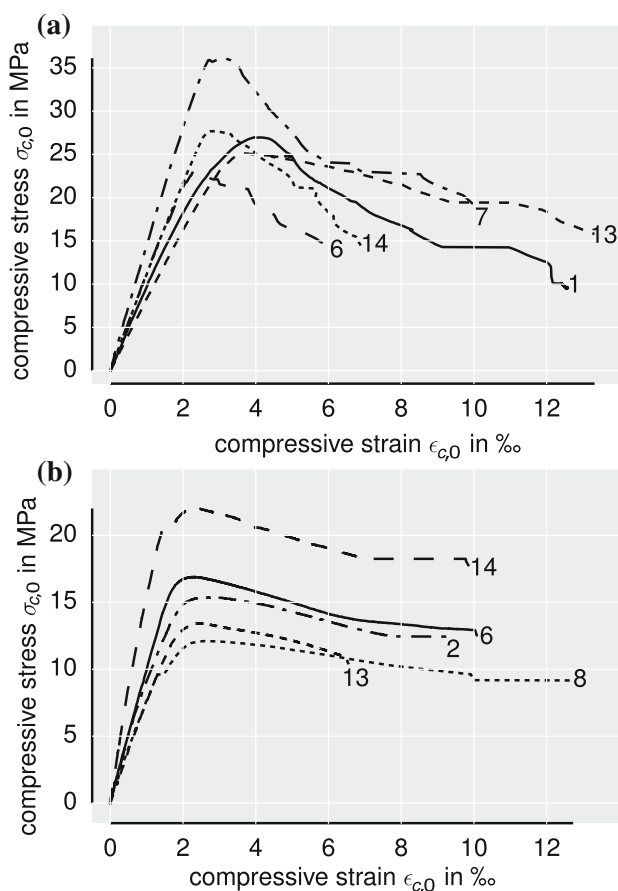 (a)
compressive stress σc,0 in MPa
35
30
25
20
15
10
5
0
6
14
7
13
1
0 2 4 6 8 10 12
compressive strain ϵc,0 in ‰
(b)
compressive stress σc,0 in MPa
20
15
10
5
0
14
6
2
13
8
0 2 4 6 8 10 12
compressive strain ϵc,0 in ‰